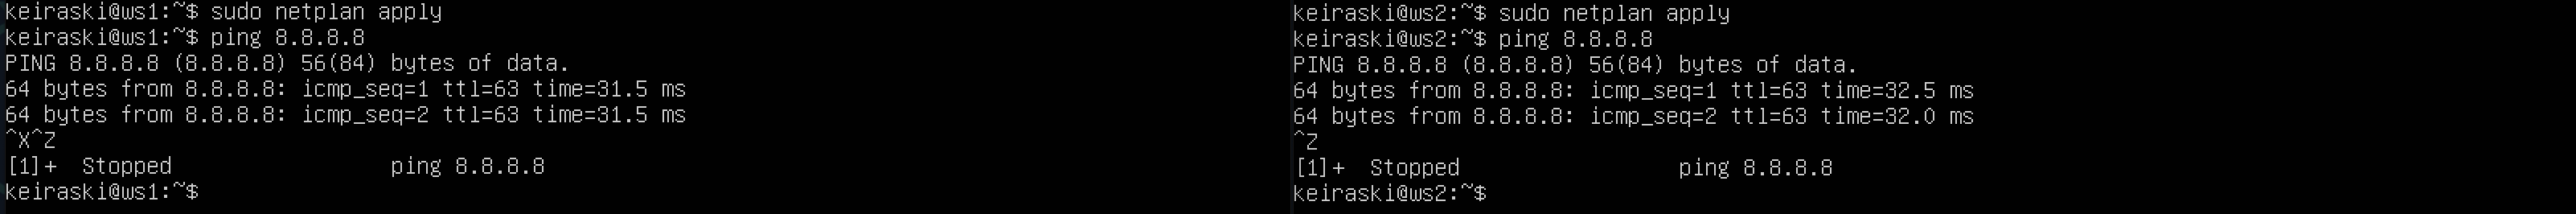 keiraski@ws1:~$ sudo netplan apply
keiraski@ws1:~$ ping 8.8.8.8
PING 8.8.8.8 (8.8.8.8) 56(84) bytes of data.
64 bytes from 8.8.8.8: icmp_seq=1 ttl=63 time=31.5 ms
64 bytes from 8.8.8.8: icmp_seq=2 ttl=63 time=31.5 ms
^X^Z
[1]+  Stopped                 ping 8.8.8.8
keiraski@ws1:~$
keiraski@ws2:~$ sudo netplan apply
keiraski@ws2:~$ ping 8.8.8.8
PING 8.8.8.8 (8.8.8.8) 56(84) bytes of data.
64 bytes from 8.8.8.8: icmp_seq=1 ttl=63 time=32.5 ms
64 bytes from 8.8.8.8: icmp_seq=2 ttl=63 time=32.0 ms
^Z
[1]+  Stopped                 ping 8.8.8.8
keiraski@ws2:~$